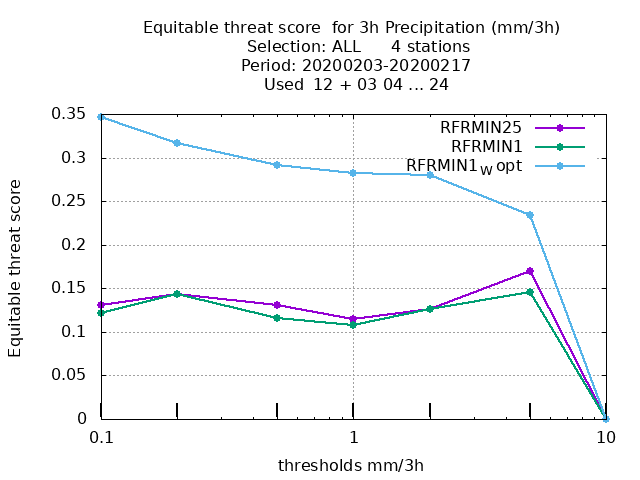 Equitable threat score  for 3h Precipitation (mm/3h)
Selection: ALL      4 stations
Period: 20200203-20200217
Used  12 + 03 04 ... 24
RFRMIN25
RFRMIN1
RFRMIN1Wopt
0.35
0.3
0.25
0.2
0.15
0.1
0.05
0
Equitable threat score
0.1 1 10
thresholds mm/3h